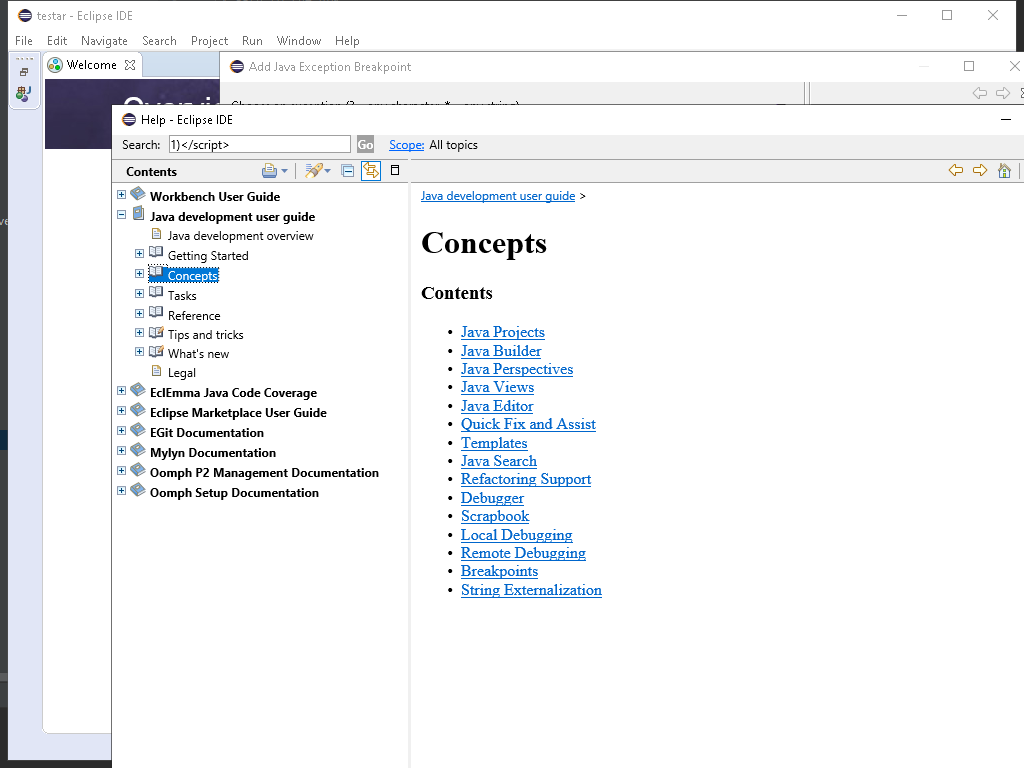 testar - Eclipse IDE
File Edit Navigate Search Project Run Window Help
Welcome
Add Java Exception Breakpoint
Help - Eclipse IDE
Search: 1)</script> Go Scope: All topics
Contents
Workbench User Guide
Java development user guide
Java development overview
Getting Started
Concepts
Tasks
Reference
Tips and tricks
What's new
Legal
EclEmma Java Code Coverage
Eclipse Marketplace User Guide
EGit Documentation
Mylyn Documentation
Oomph P2 Management Documentation
Oomph Setup Documentation
Java development user guide >
Concepts
Contents
• Java Projects
• Java Builder
• Java Perspectives
• Java Views
• Java Editor
• Quick Fix and Assist
• Templates
• Java Search
• Refactoring Support
• Debugger
• Scrapbook
• Local Debugging
• Remote Debugging
• Breakpoints
• String Externalization